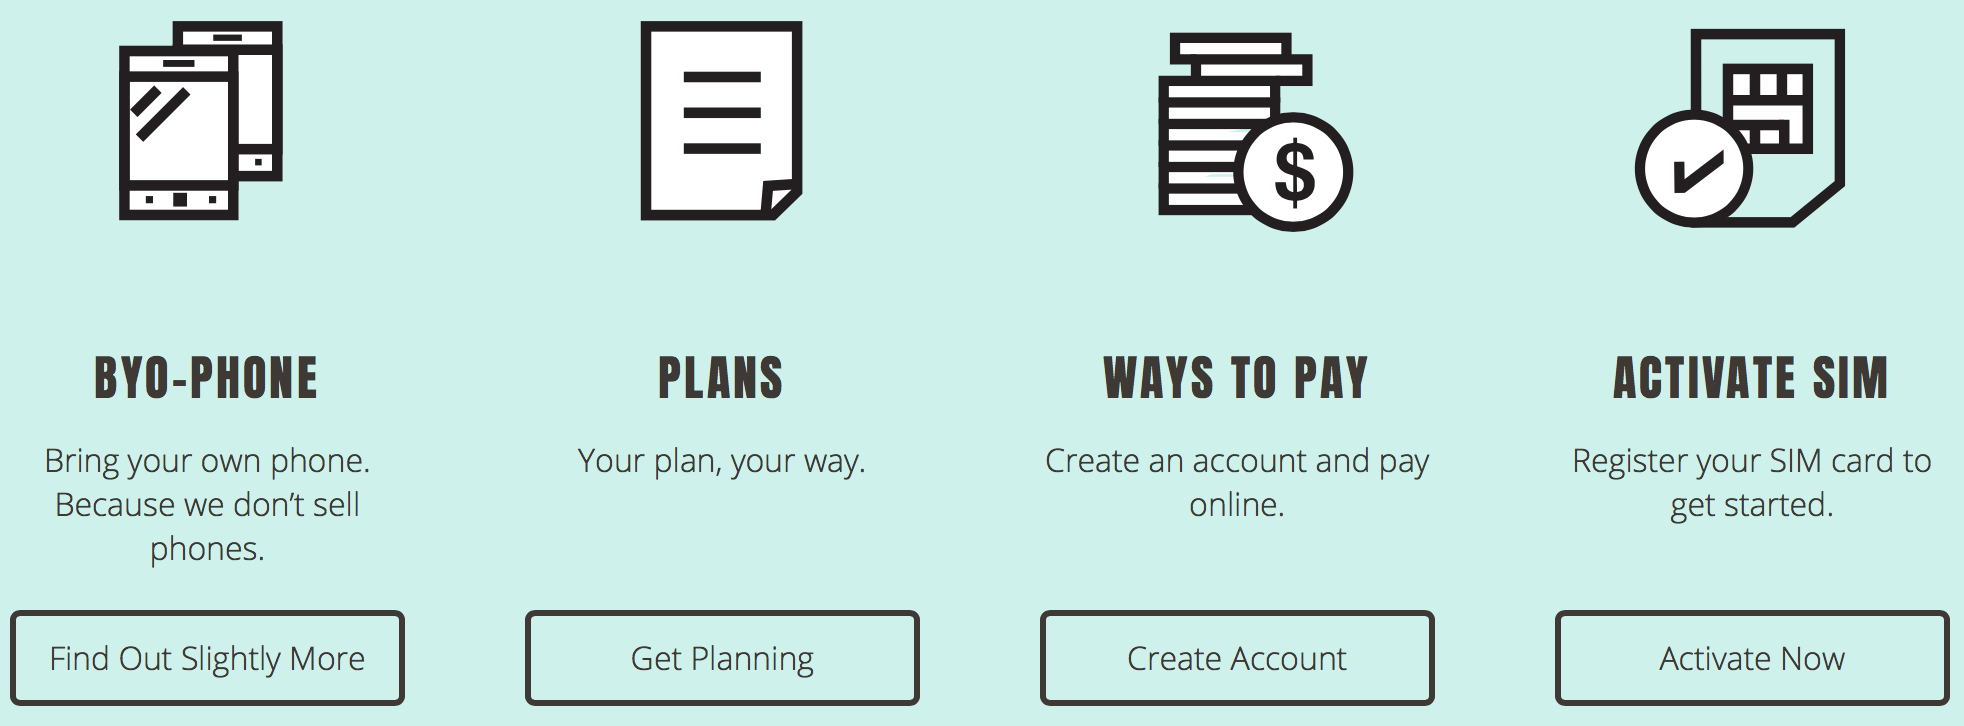 BYO-PHONE
Bring your own phone.
Because we don't sell
phones.
Find Out Slightly More
PLANS
Your plan, your way.
Get Planning
$
WAYS TO PAY
Create an account and pay
online.
Create Account
ACTIVATE SIM
Register your SIM card to
get started.
Activate Now